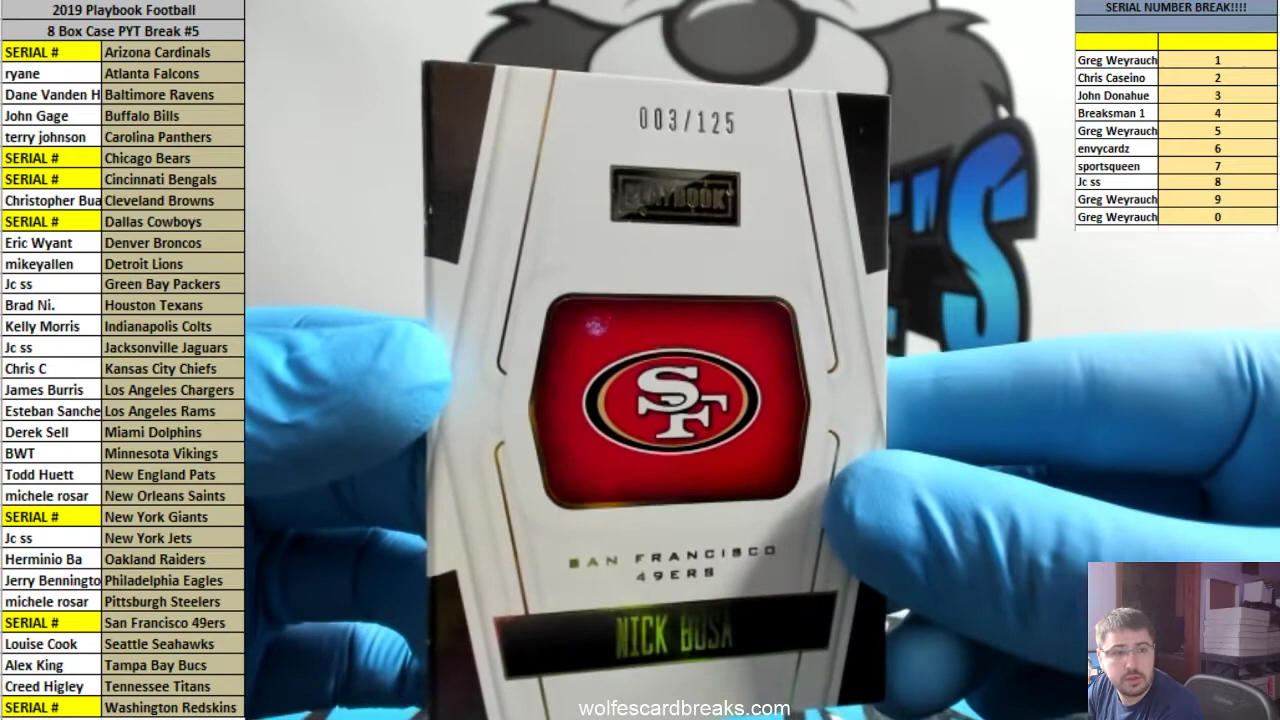 2019 Playbook Football
8 Box Case PYT Break #5
SERIAL # Arizona Cardinals
ryane Atlanta Falcons
Dane Vanden H Baltimore Ravens
John Gage Buffalo Bills
terry johnson Carolina Panthers
SERIAL # Chicago Bears
SERIAL # Cincinnati Bengals
Christopher Bua Cleveland Browns
SERIAL # Dallas Cowboys
Eric Wyant Denver Broncos
mikeyallen Detroit Lions
Jc ss Green Bay Packers
Brad Ni. Houston Texans
Kelly Morris Indianapolis Colts
Jc ss Jacksonville Jaguars
Chris C Kansas City Chiefs
James Burris Los Angeles Chargers
Esteban Sanche Los Angeles Rams
Derek Sell Miami Dolphins
BWT Minnesota Vikings
Todd Huett New England Pats
michele rosar New Orleans Saints
SERIAL # New York Giants
Jc ss New York Jets
Herminio Ba Oakland Raiders
Jerry Benningto Philadelphia Eagles
michele rosar Pittsburgh Steelers
SERIAL # San Francisco 49ers
Louise Cook Seattle Seahawks
Alex King Tampa Bay Bucs
Creed Higley Tennessee Titans
SERIAL # Washington Redskins
003/125
PLAYBOOK
SF
SAN FRANCISCO
49ERS
NICK BOSA
'S
wolfescardbreaks.com
SERIAL NUMBER BREAK!!!!
Greg Weyrauch 1
Chris Caseino 2
John Donahue 3
Breaksman 1 4
Greg Weyrauch 5
envycardz 6
sportsqueen 7
Jc ss 8
Greg Weyrauch 9
Greg Weyrauch 0